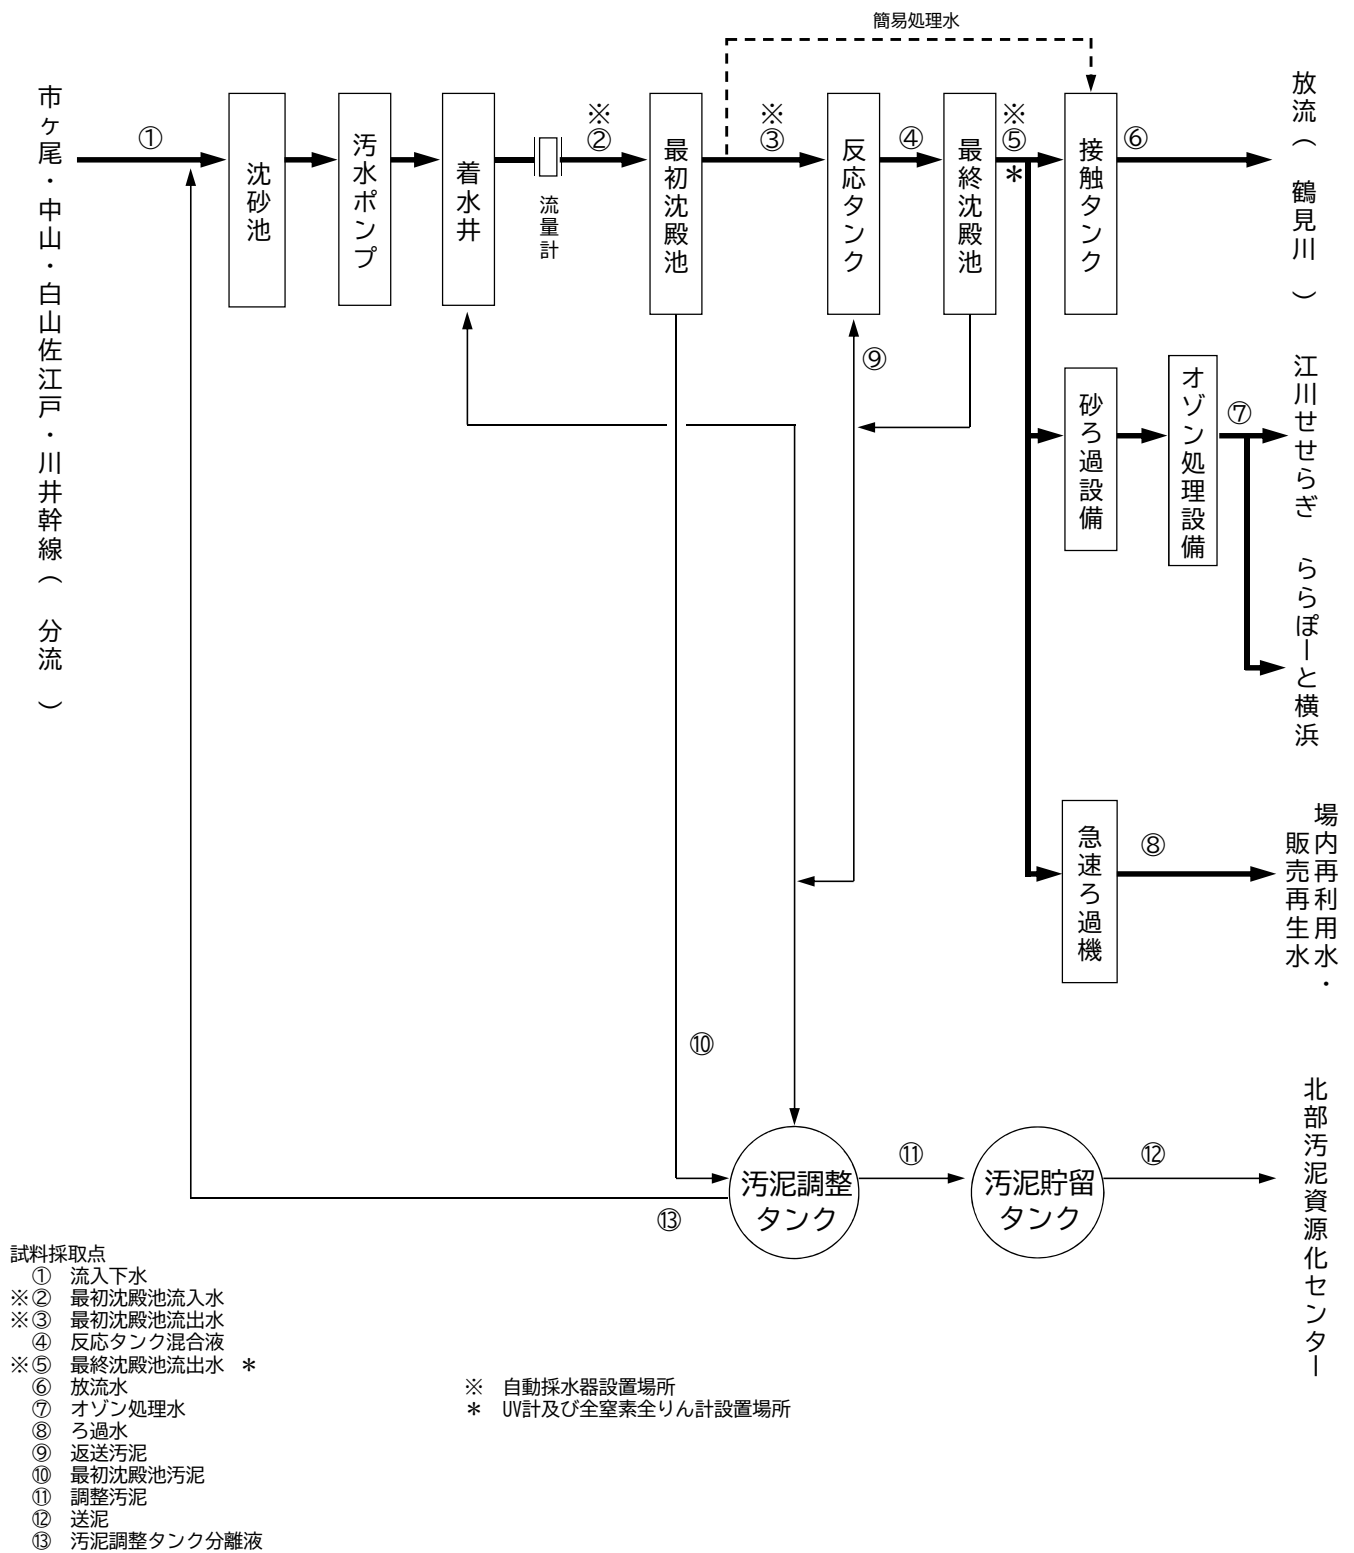 簡易処理水
市ヶ尾・中山・白山佐江戸・川井幹線（分流）
①
沈砂池
汚水ポンプ
着水井
流量計
※
②
最初沈殿池
※
③
反応タンク
④
最終沈殿池
※
⑤
＊
接触タンク
⑥
放流（鶴見川）
⑨
砂ろ過設備
オゾン処理設備
⑦
江川せせらぎ
ららぽーと横浜
急速ろ過機
⑧
場内再利用水・
販売再生水
⑩
汚泥調整
タンク
⑪
汚泥貯留
タンク
⑫
北部汚泥資源化センター
⑬
試料採取点
① 流入下水
※② 最初沈殿池流入水
※③ 最初沈殿池流出水
④ 反応タンク混合液
※⑤ 最終沈殿池流出水 ＊
⑥ 放流水
⑦ オゾン処理水
⑧ ろ過水
⑨ 返送汚泥
⑩ 最初沈殿池汚泥
⑪ 調整汚泥
⑫ 送泥
⑬ 汚泥調整タンク分離液
※ 自動採水器設置場所
＊ UV計及び全窒素全りん計設置場所